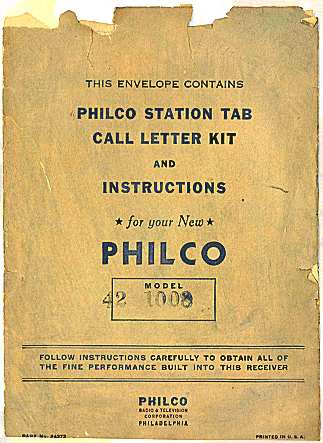 THIS ENVELOPE CONTAINS
PHILCO STATION TAB
CALL LETTER KIT
AND
INSTRUCTIONS
★ for your New ★
PHILCO
MODEL
42 1008
FOLLOW INSTRUCTIONS CAREFULLY TO OBTAIN ALL OF
THE FINE PERFORMANCE BUILT INTO THIS RECEIVER
PHILCO
RADIO & TELEVISION
CORPORATION
PHILADELPHIA
PART No.
PRINTED IN U.S.A.